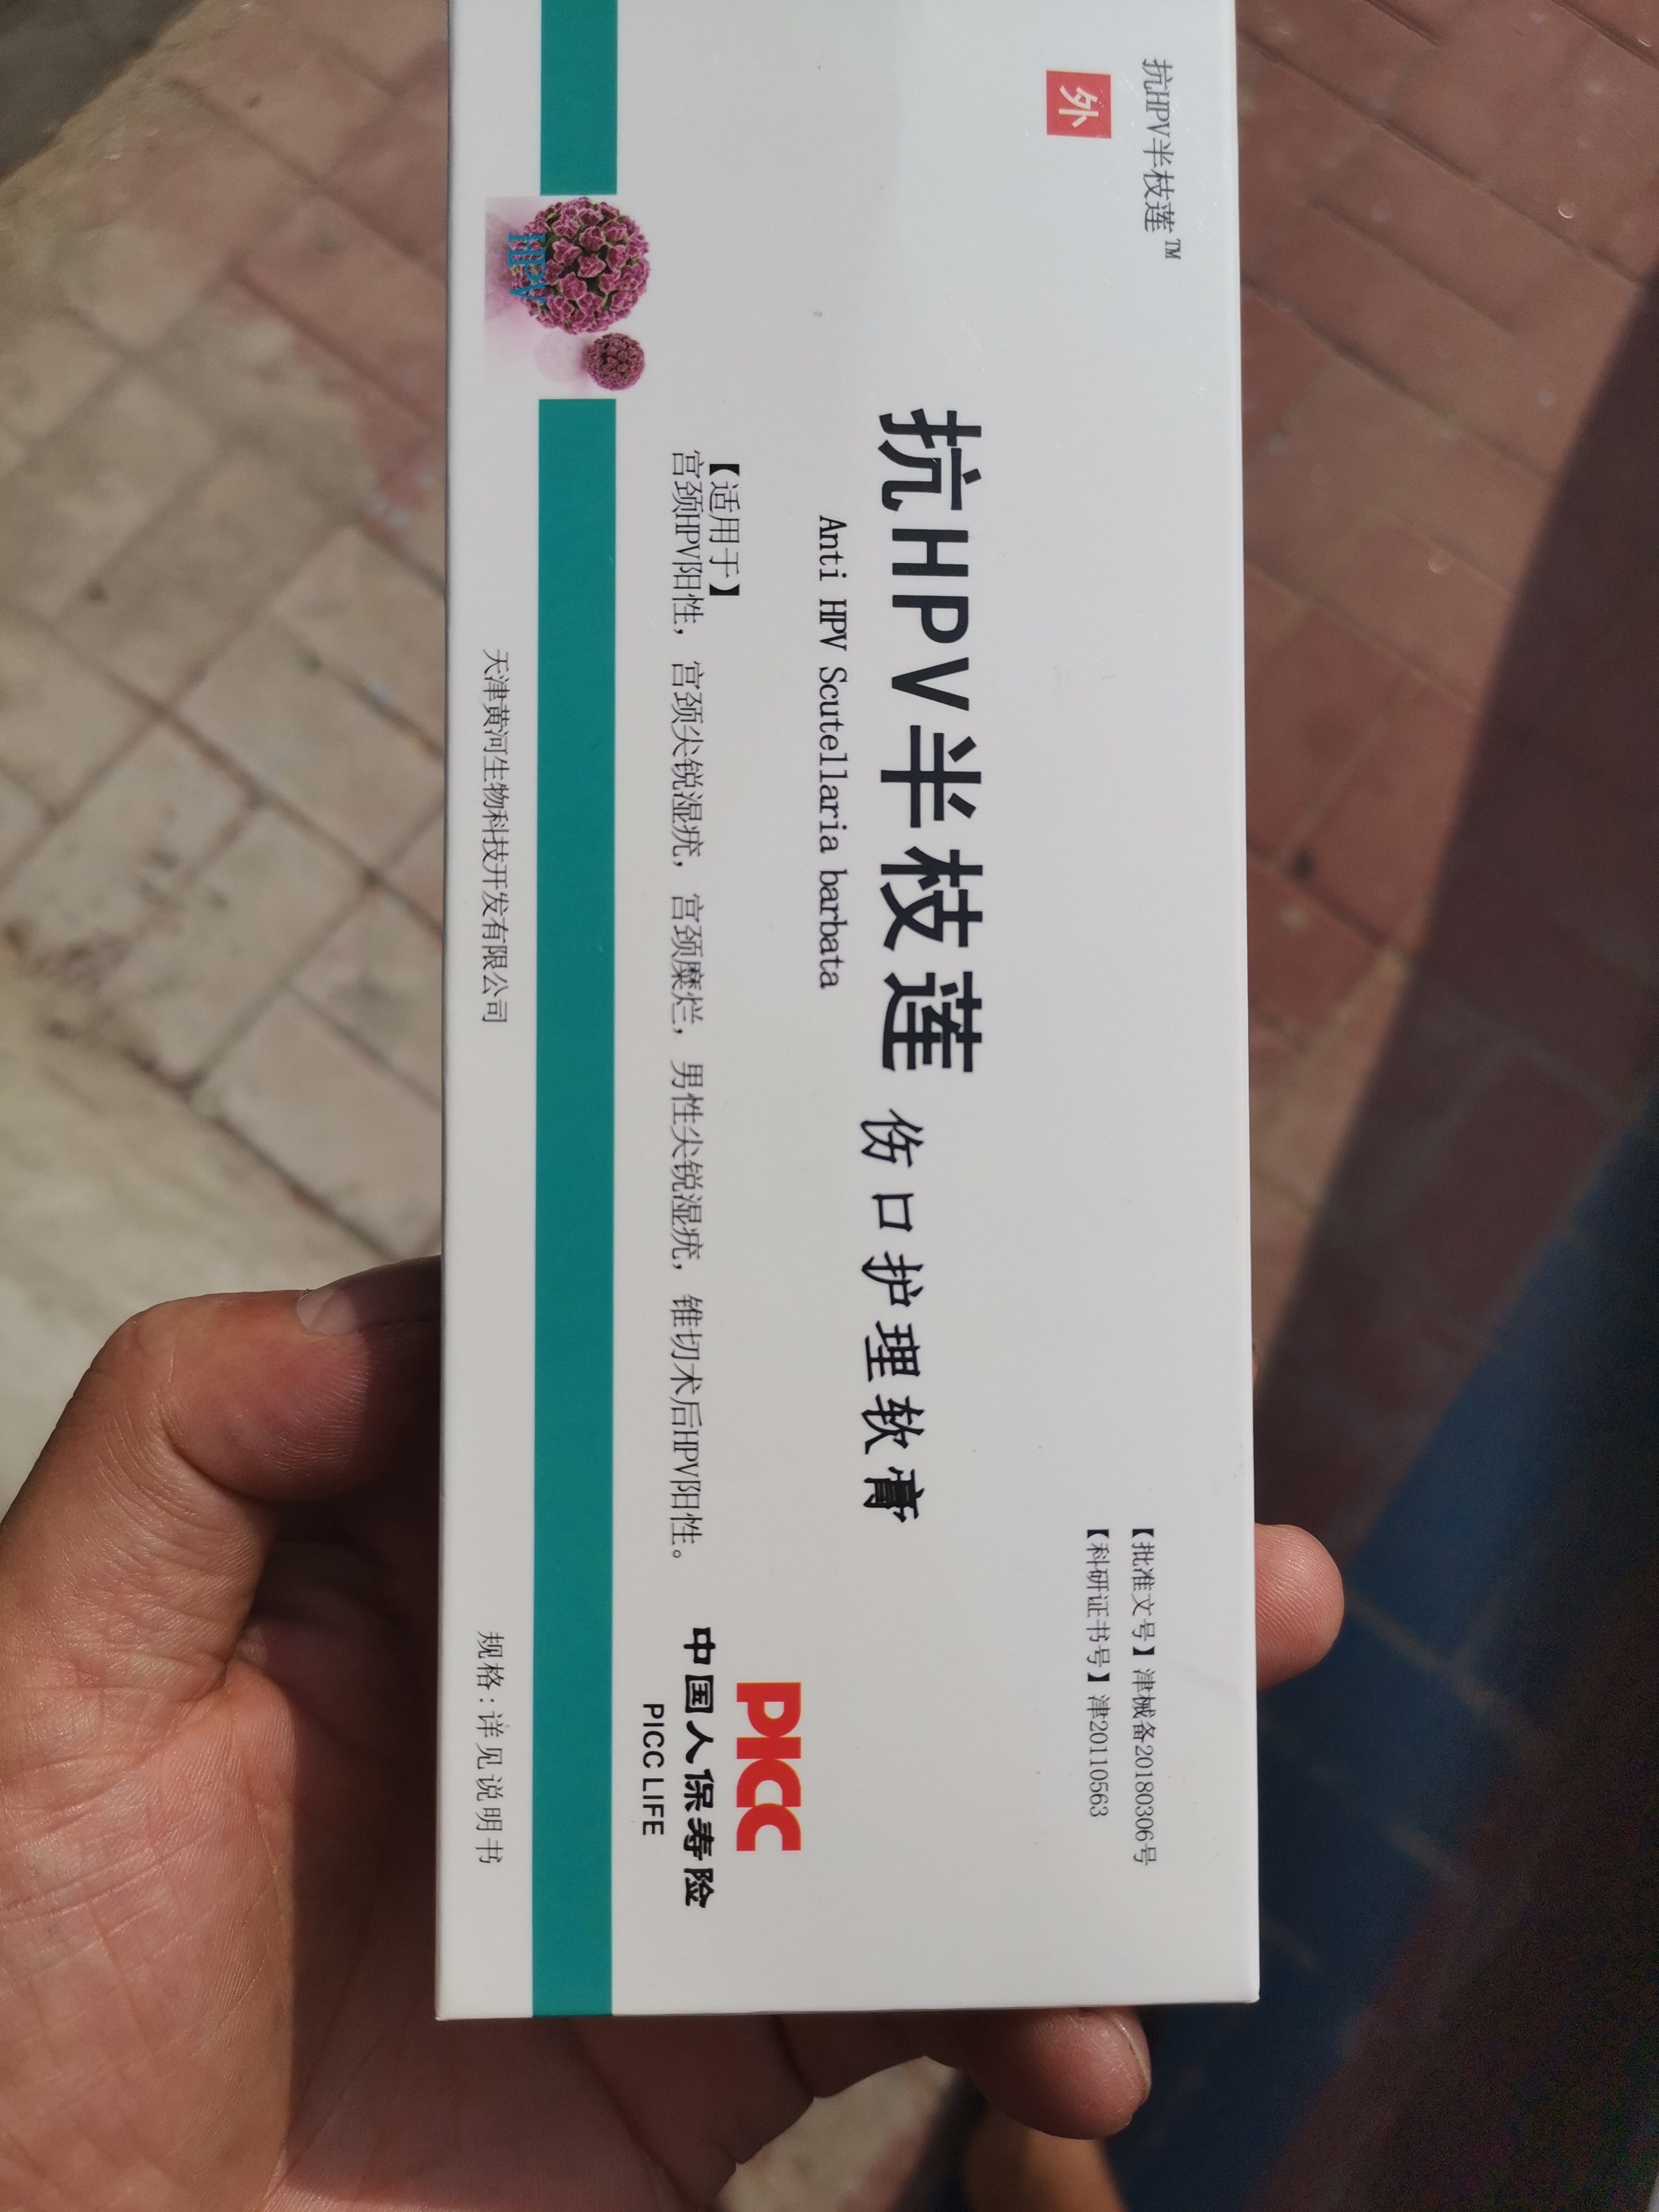 抗HPV半枝莲™
外
【批准文号】津械备20180306号
【科研证书号】津20110563
抗HPV半枝莲 伤口护理软膏
Anti HPV Scutellaria barbata
【适用于】
宫颈HPV阳性，宫颈尖锐湿疣，宫颈糜烂，男性尖锐湿疣，锥切术后HPV阳性。
PICC
中国人保寿险
PICC LIFE
HPV
天津黄河生物科技开发有限公司
规格：详见说明书